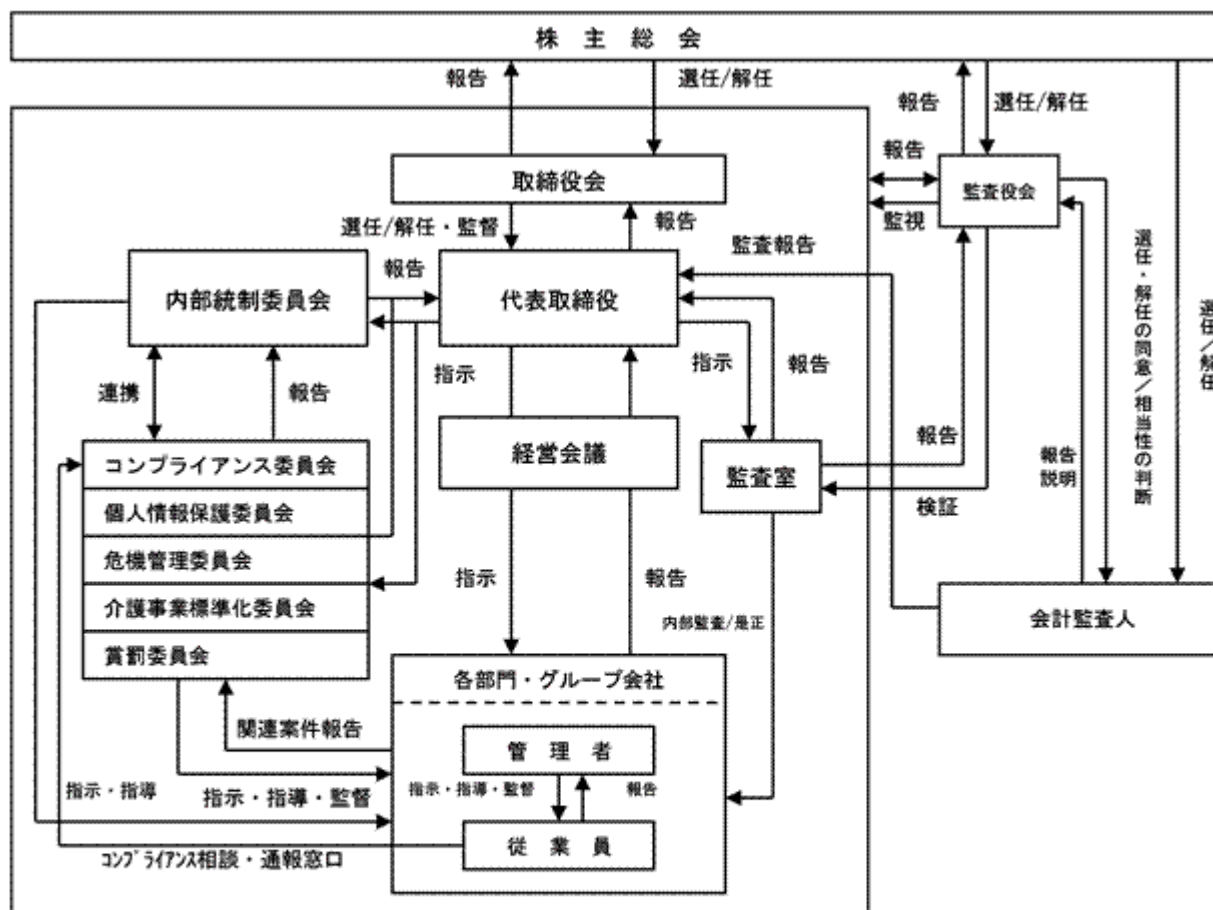 株 主 総 会
報告
選任/解任
報告
選任/解任
取締役会
報告
監査役会
監視
選任/解任・監督
報告
監査報告
内部統制委員会
報告
代表取締役
選任・解任の同意/相当性の判断
選任/解任
連携
報告
指示
指示
報告
経営会議
監査室
報告
検証
報告
説明
コンプライアンス委員会
個人情報保護委員会
危機管理委員会
介護事業標準化委員会
賞罰委員会
指示
報告
内部監査/是正
会計監査人
各部門・グループ会社
関連案件報告
管 理 者
指示・指導
指示・指導・監督
指示・指導・監督
報告
従 業 員
コンプライアンス相談・通報窓口